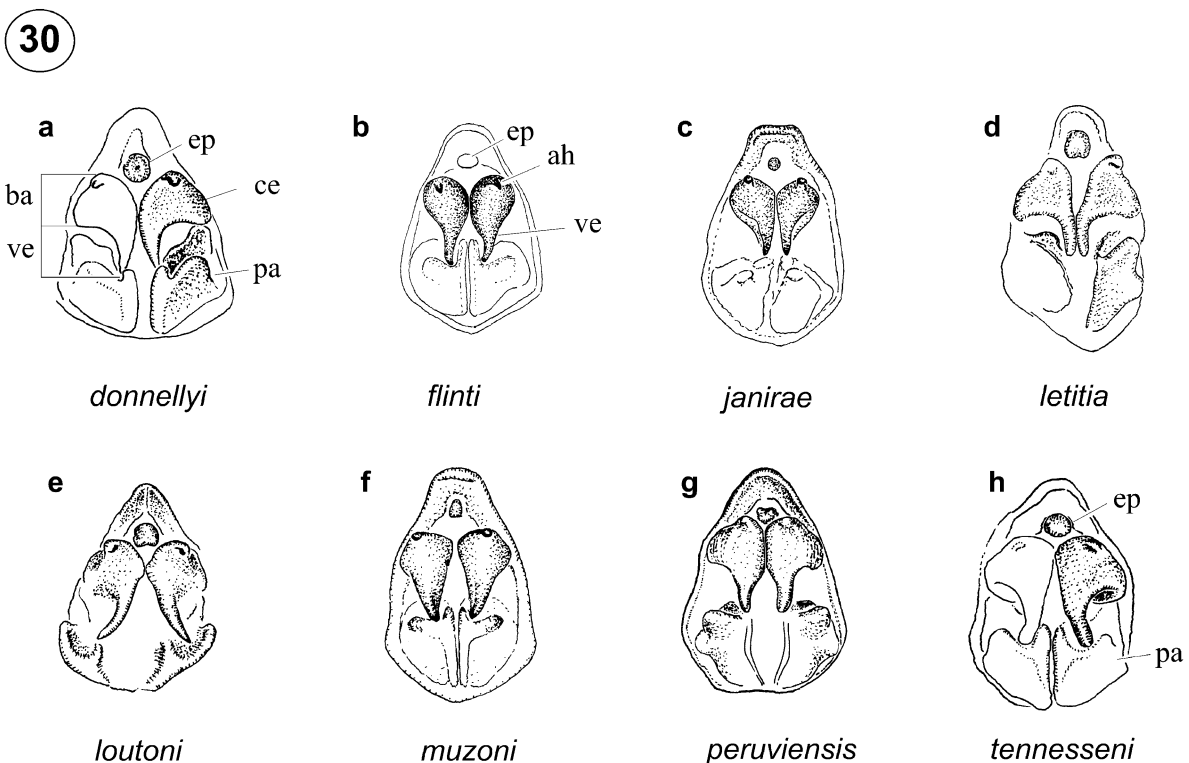 30
a b c d
ep ep
ah
ba ce
ve ve
pa
donnellyi flinti janirae letitia
e f g h
ep
pa
loutoni muzoni peruviensis tennesseni